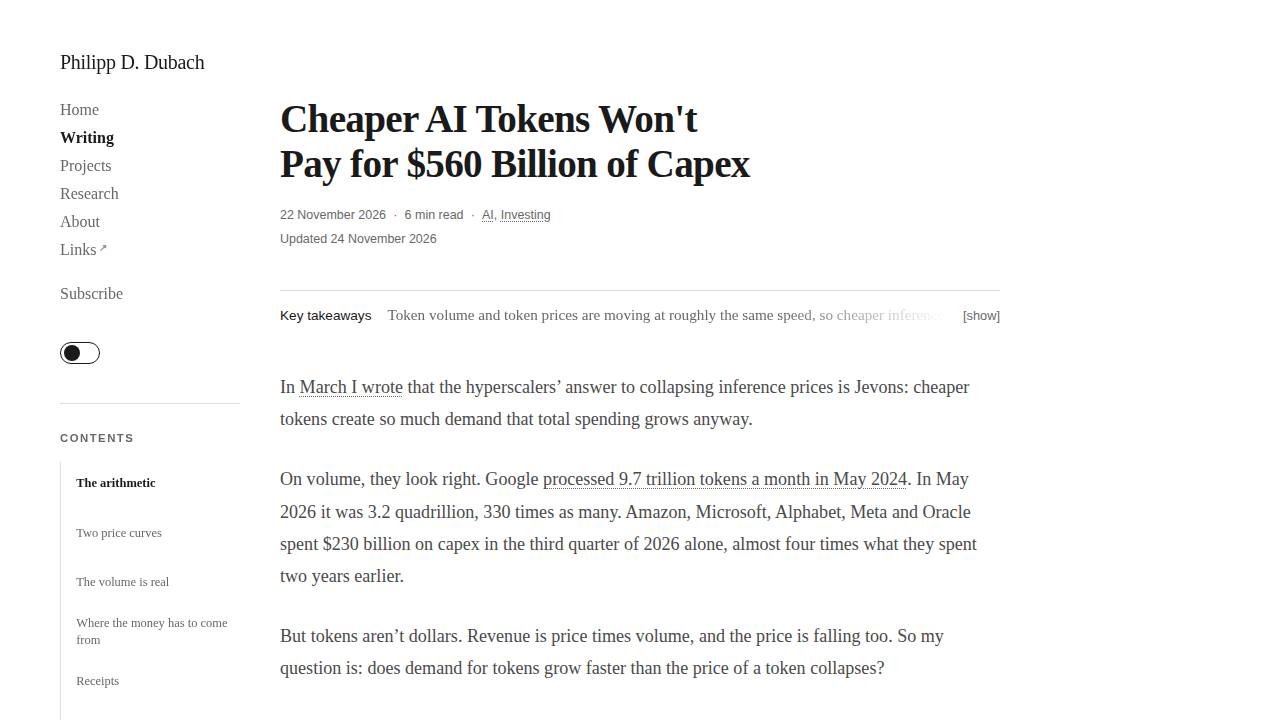 Philipp D. Dubach
Home
Writing
Projects
Research
About
Links ↗
Subscribe
CONTENTS
The arithmetic
Two price curves
The volume is real
Where the money has to come
from
Receipts
Cheaper AI Tokens Won't
Pay for $560 Billion of Capex
22 November 2026 · 6 min read · AI, Investing
Updated 24 November 2026
Key takeaways Token volume and token prices are moving at roughly the same speed, so cheaper inference [show]
In March I wrote that the hyperscalers’ answer to collapsing inference prices is Jevons: cheaper
tokens create so much demand that total spending grows anyway.
On volume, they look right. Google processed 9.7 trillion tokens a month in May 2024. In May
2026 it was 3.2 quadrillion, 330 times as many. Amazon, Microsoft, Alphabet, Meta and Oracle
spent $230 billion on capex in the third quarter of 2026 alone, almost four times what they spent
two years earlier.
But tokens aren’t dollars. Revenue is price times volume, and the price is falling too. So my
question is: does demand for tokens grow faster than the price of a token collapses?